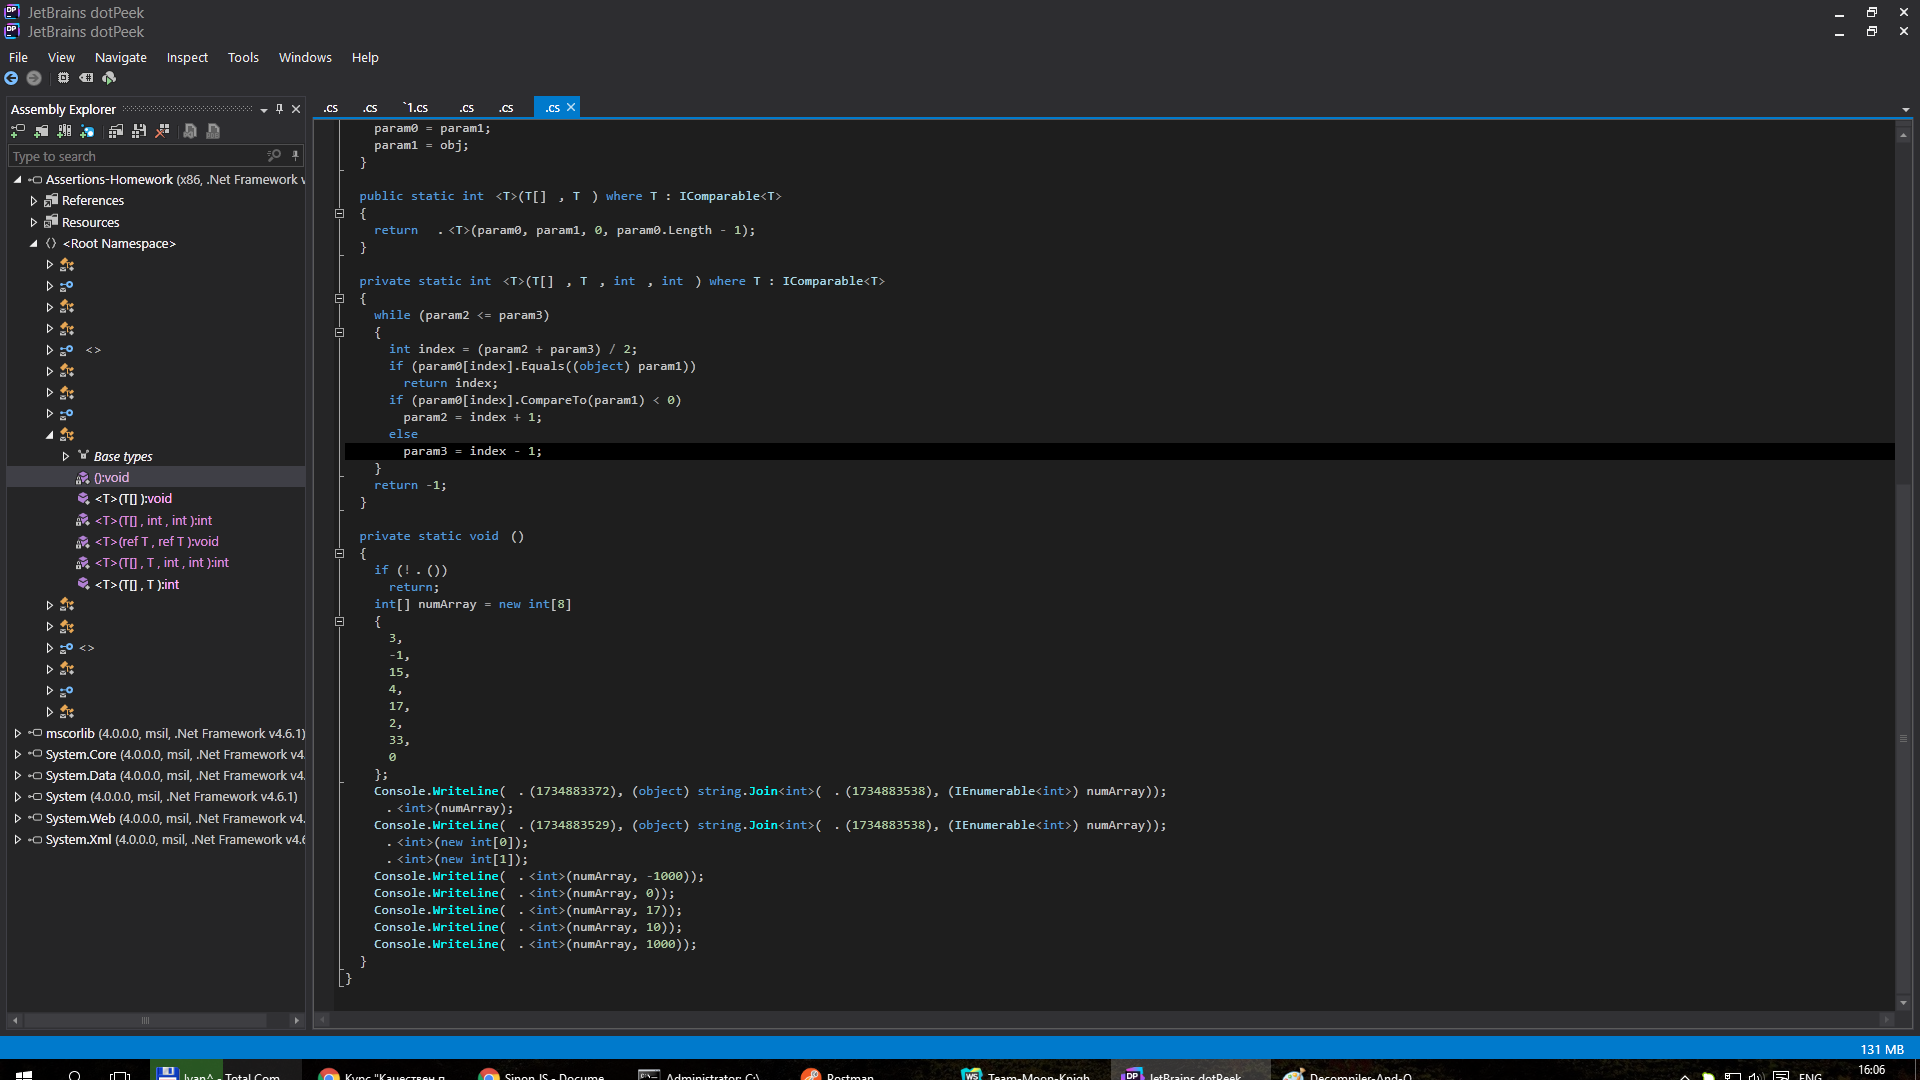 JetBrains dotPeek
JetBrains dotPeek
File View Navigate Inspect Tools Windows Help
Assembly Explorer
Type to search
Assertions-Homework (x86, .Net Framework v
References
Resources
<Root Namespace>
<>
Base types
():void
<T>(T[] ):void
<T>(T[] , int , int ):int
<T>(ref T , ref T ):void
<T>(T[] , T , int , int ):int
<T>(T[] , T ):int
<>
mscorlib (4.0.0.0, msil, .Net Framework v4.6.1)
System.Core (4.0.0.0, msil, .Net Framework v4.
System.Data (4.0.0.0, msil, .Net Framework v4.
System (4.0.0.0, msil, .Net Framework v4.6.1)
System.Web (4.0.0.0, msil, .Net Framework v4.
System.Xml (4.0.0.0, msil, .Net Framework v4.6
.cs .cs `1.cs .cs .cs .cs
param0 = param1;
param1 = obj;
}
public static int <T>(T[] , T ) where T : IComparable<T>
{
return .<T>(param0, param1, 0, param0.Length - 1);
}
private static int <T>(T[] , T , int , int ) where T : IComparable<T>
{
while (param2 <= param3)
{
int index = (param2 + param3) / 2;
if (param0[index].Equals((object) param1))
return index;
if (param0[index].CompareTo(param1) < 0)
param2 = index + 1;
else
param3 = index - 1;
}
return -1;
}
private static void ()
{
if (! . ())
return;
int[] numArray = new int[8]
{
3,
-1,
15,
4,
17,
2,
33,
0
};
Console.WriteLine( . (1734883372), (object) string.Join<int>( . (1734883538), (IEnumerable<int>) numArray));
. <int>(numArray);
Console.WriteLine( . (1734883529), (object) string.Join<int>( . (1734883538), (IEnumerable<int>) numArray));
. <int>(new int[0]);
. <int>(new int[1]);
Console.WriteLine( . <int>(numArray, -1000));
Console.WriteLine( . <int>(numArray, 0));
Console.WriteLine( . <int>(numArray, 17));
Console.WriteLine( . <int>(numArray, 10));
Console.WriteLine( . <int>(numArray, 1000));
}
}
131 MB
Ivan^ - Total Com Курс "Качествен п SinonJS - Docume Administrator: C:\ Postman Team-Moon-Knigh JetBrains dotPeek Decompiler-And-O ENG 16:06